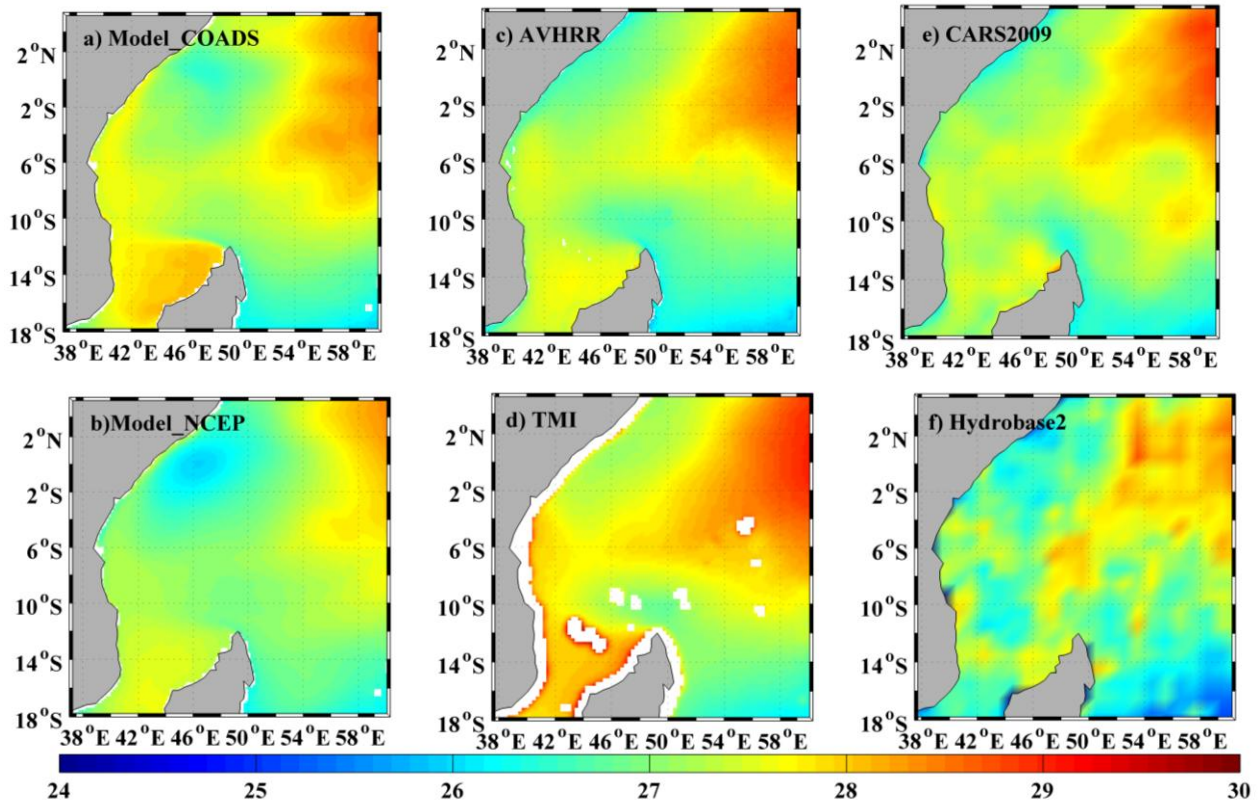 a) Model_COADS
2°N
2°S
6°S
10°S
14°S
18°S
38°E 42°E 46°E 50°E 54°E 58°E
c) AVHRR
2°N
2°S
6°S
10°S
14°S
18°S
38°E 42°E 46°E 50°E 54°E 58°E
e) CARS2009
2°N
2°S
6°S
10°S
14°S
18°S
38°E 42°E 46°E 50°E 54°E 58°E
b)Model_NCEP
2°N
2°S
6°S
10°S
14°S
18°S
38°E 42°E 46°E 50°E 54°E 58°E
d) TMI
2°N
2°S
6°S
10°S
14°S
18°S
38°E 42°E 46°E 50°E 54°E 58°E
f) Hydrobase2
2°N
2°S
6°S
10°S
14°S
18°S
38°E 42°E 46°E 50°E 54°E 58°E
24 25 26 27 28 29 30